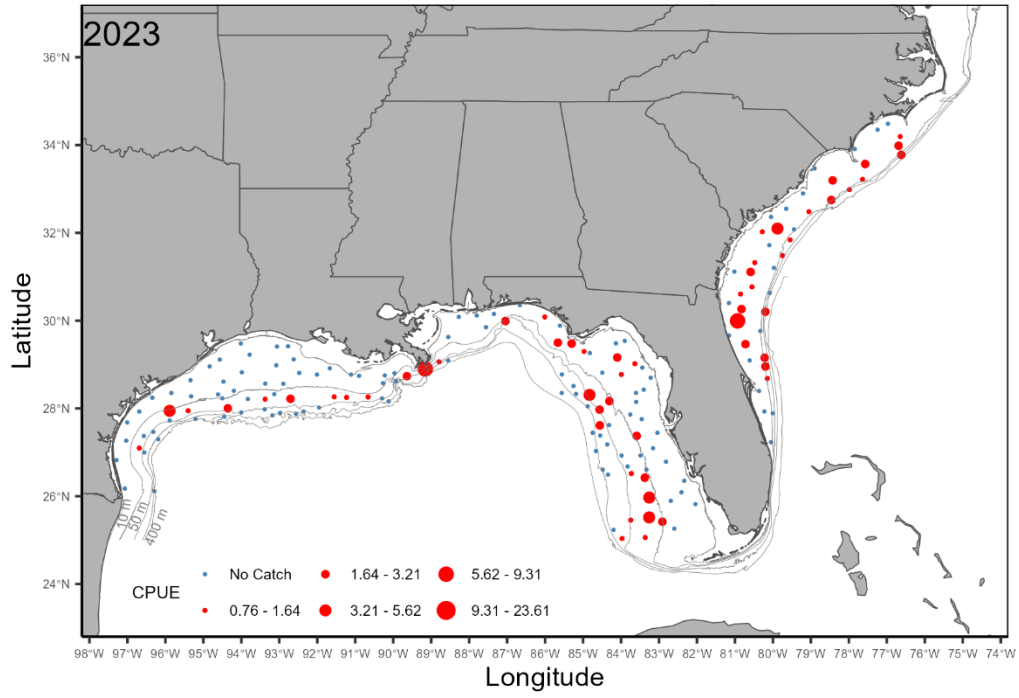 2023
36°N
34°N
32°N
30°N
28°N
26°N
24°N
Latitude
10 m
50 m
400 m
CPUE
No Catch
1.64 - 3.21
5.62 - 9.31
0.76 - 1.64
3.21 - 5.62
9.31 - 23.61
98°W 97°W 96°W 95°W 94°W 93°W 92°W 91°W 90°W 89°W 88°W 87°W 86°W 85°W 84°W 83°W 82°W 81°W 80°W 79°W 78°W 77°W 76°W 75°W 74°W
Longitude